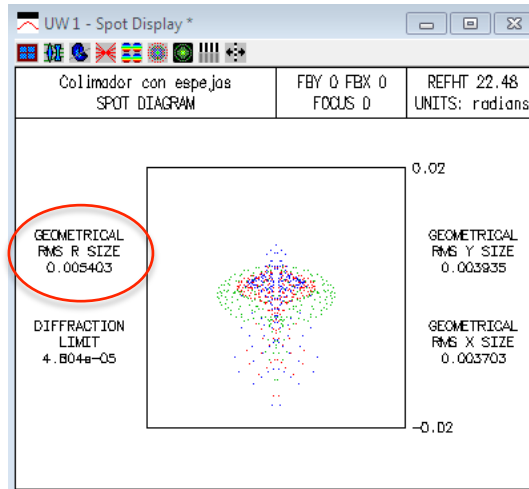 UW 1 - Spot Display *
Colimador con espejos
SPOT DIAGRAM
FBY 0 FBX 0
FOCUS 0
REFHT 22.48
UNITS: radians
0.02
GEOMETRICAL
RMS R SIZE
0.005403
GEOMETRICAL
RMS Y SIZE
0.003935
DIFFRACTION
LIMIT
4.804e-05
GEOMETRICAL
RMS X SIZE
0.003703
-0.02